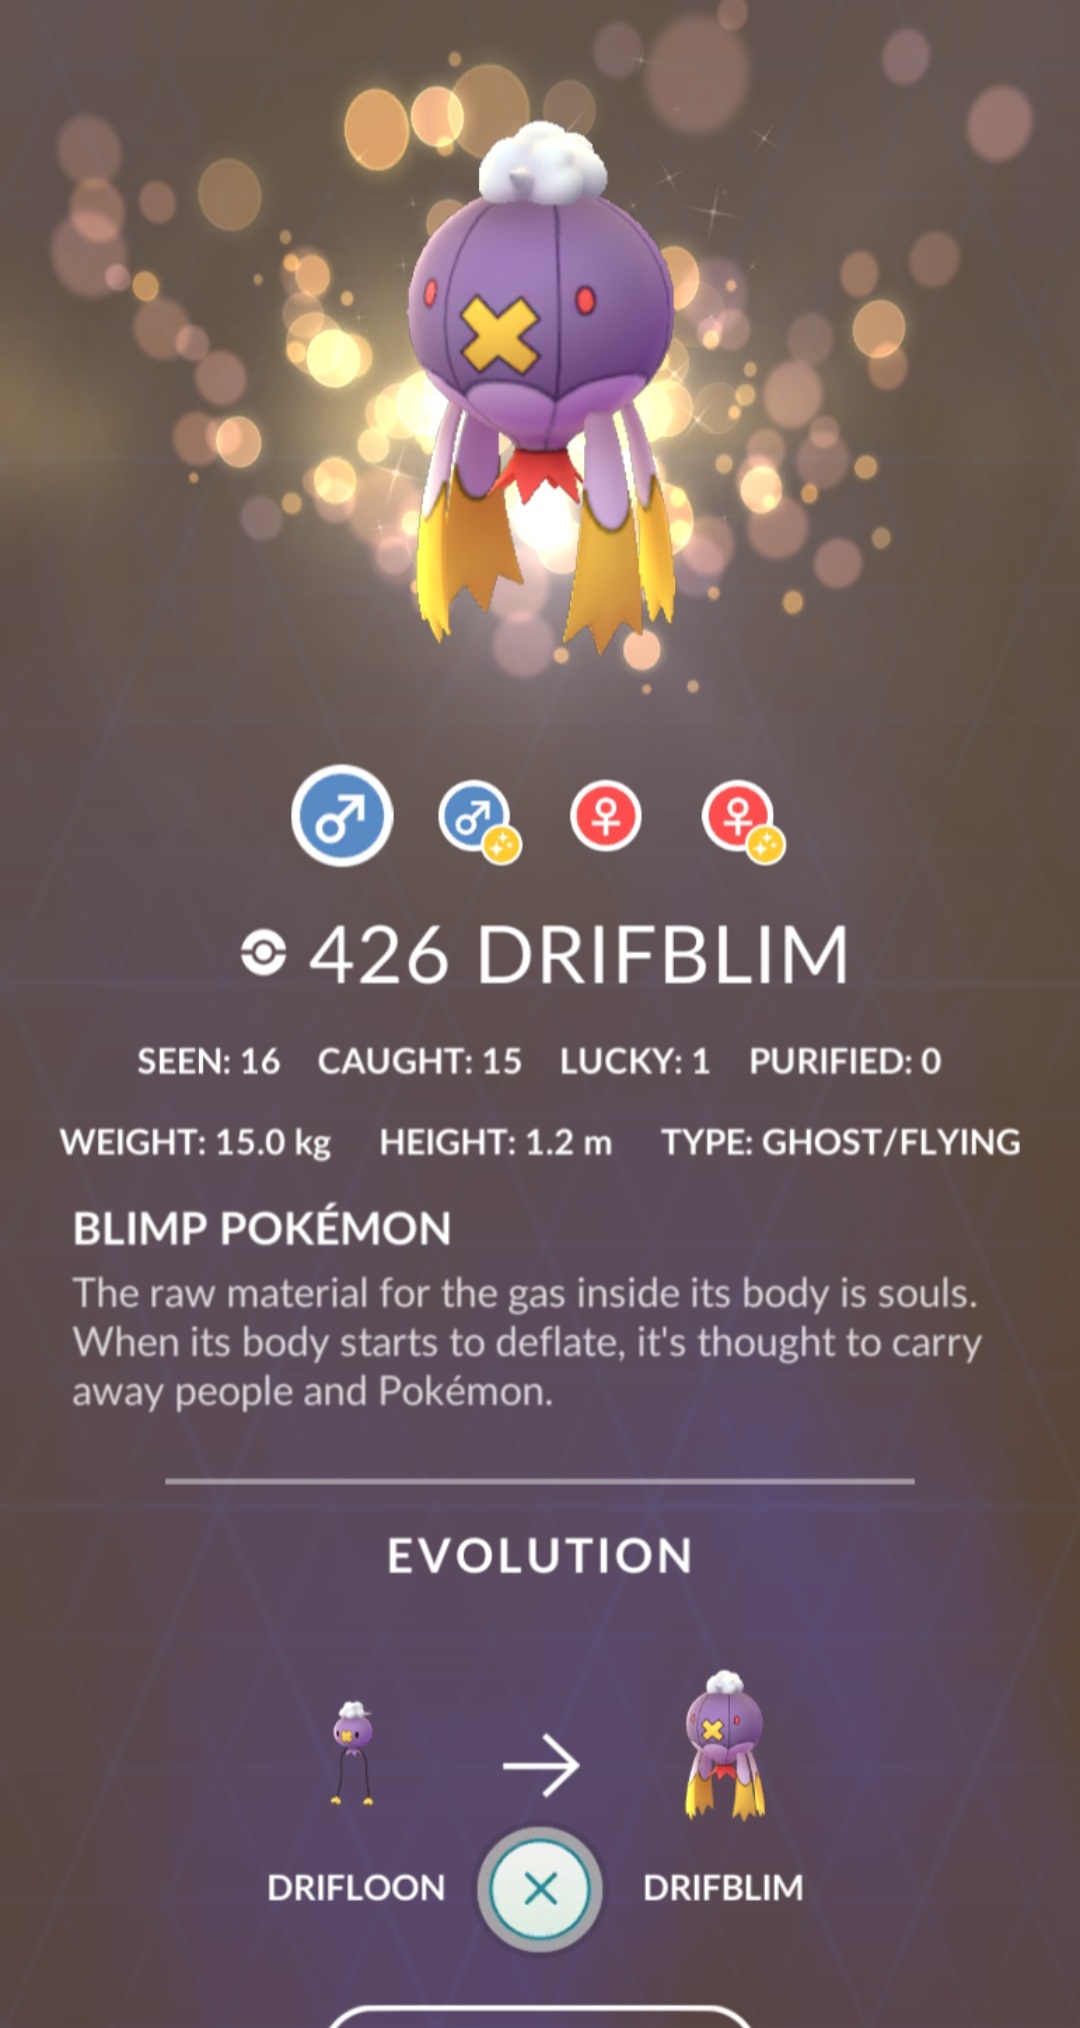 426 DRIFBLIM
SEEN: 16 CAUGHT: 15 LUCKY: 1 PURIFIED: 0
WEIGHT: 15.0 kg HEIGHT: 1.2 m TYPE: GHOST/FLYING
BLIMP POKÉMON
The raw material for the gas inside its body is souls.
When its body starts to deflate, it's thought to carry
away people and Pokémon.
EVOLUTION
DRIFLOON DRIFBLIM